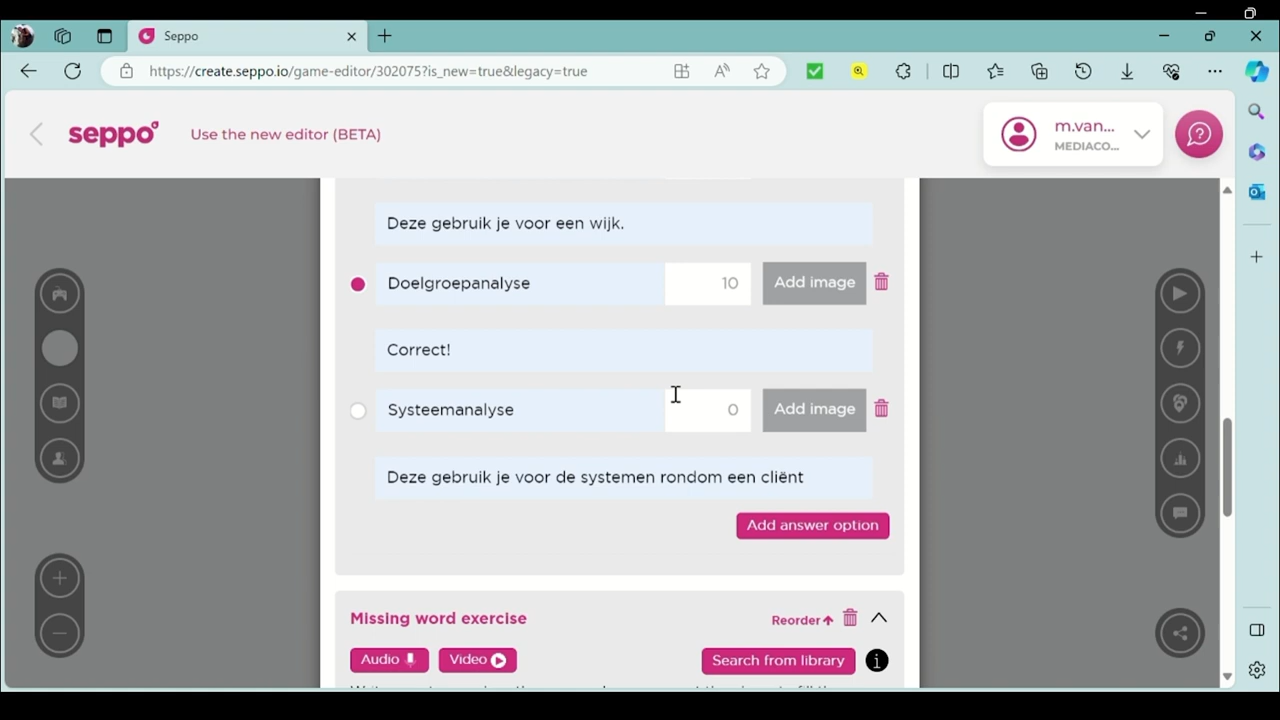 Seppo
https://create.seppo.io/game-editor/302075?is_new=true&legacy=true
seppo
Use the new editor (BETA)
m.van...
MEDIACO...
Deze gebruik je voor een wijk.
Doelgroepanalyse
10
Add image
Correct!
Systeemanalyse
0
Add image
Deze gebruik je voor de systemen rondom een cliënt
Add answer option
Missing word exercise
Reorder
Audio
Video
Search from library